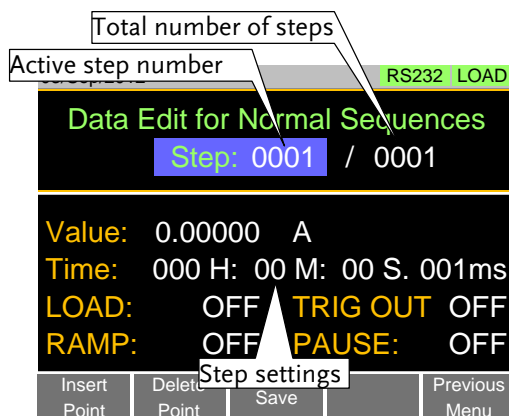 Total number of steps
Active step number
RS232 LOAD
Data Edit for Normal Sequences
Step: 0001 / 0001
Value: 0.00000 A
Time: 000 H: 00 M: 00 S. 001ms
LOAD: OFF TRIG OUT OFF
RAMP: OFF PAUSE: OFF
Step settings
Insert Point
Delete Point
Save
Previous Menu